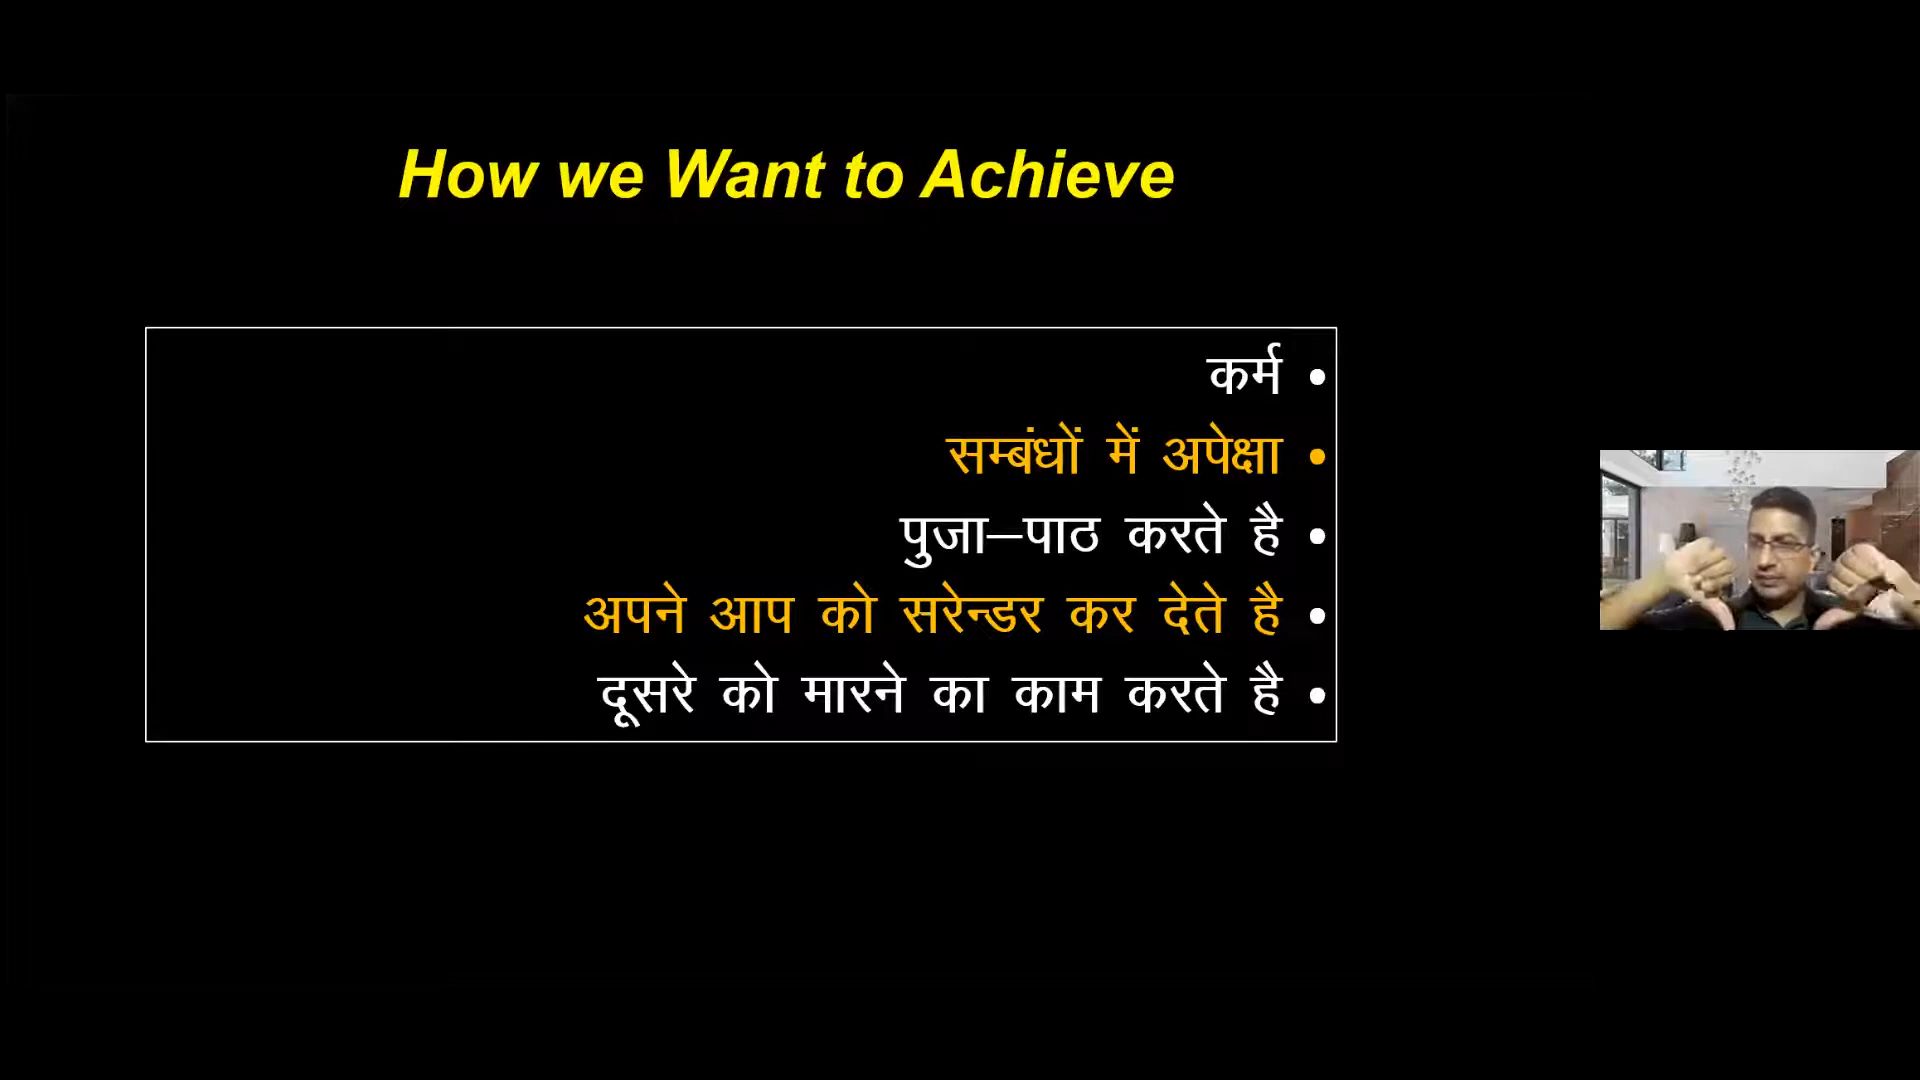 How we Want to Achieve
कर्म •
सम्बंधों में अपेक्षा •
पुजा–पाठ करते है •
अपने आप को सरेन्डर कर देते है •
दूसरे को मारने का काम करते है •